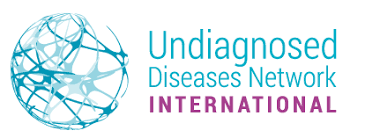 Undiagnosed
Diseases Network
INTERNATIONAL